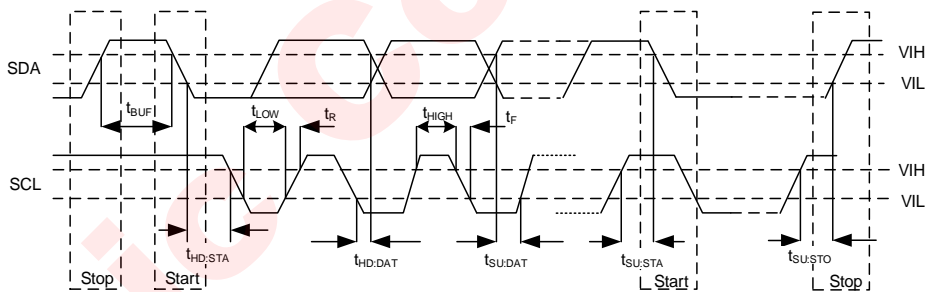 SDA
VIH
VIL
tBUF
tLOW
tR
tHIGH
tF
SCL
VIH
VIL
tHD:STA
tHD:DAT
tSU:DAT
tSU:STA
tSU:STO
Stop
Start
Start
Stop